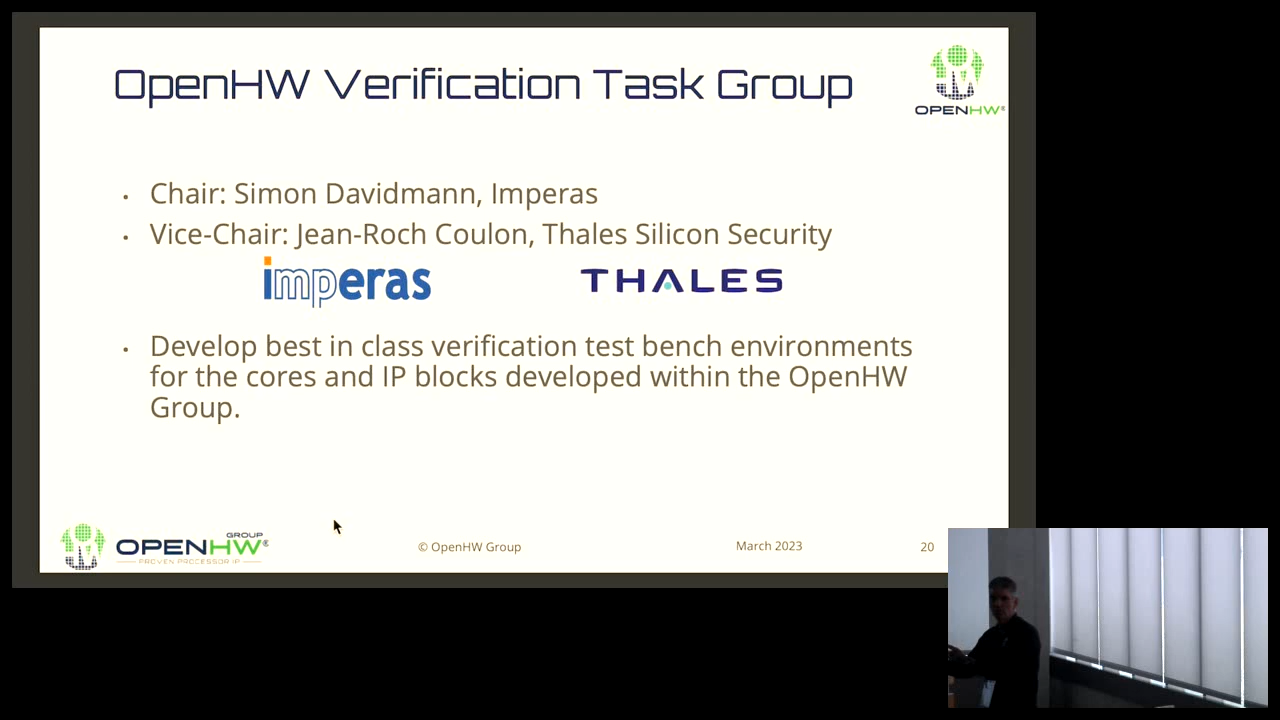 OpenHW Verification Task Group
OPENHW®
• Chair: Simon Davidmann, Imperas
• Vice-Chair: Jean-Roch Coulon, Thales Silicon Security
imperas
THALES
• Develop best in class verification test bench environments
for the cores and IP blocks developed within the OpenHW
Group.
GROUP
OPENHW®
PROVEN PROCESSOR IP
© OpenHW Group
March 2023
20